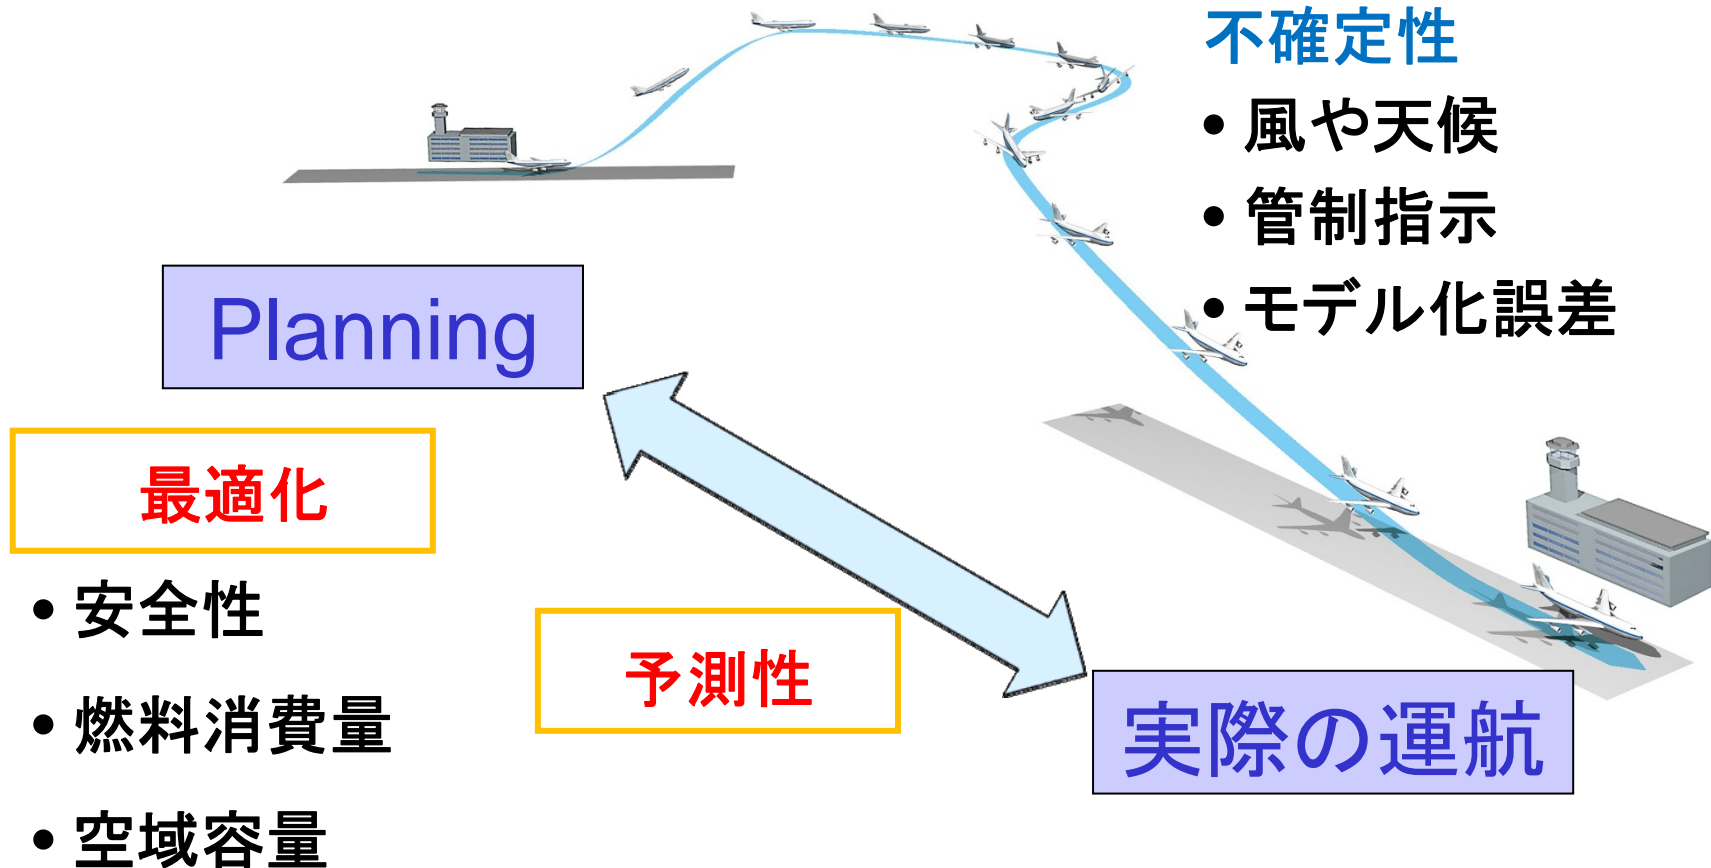 不確定性
• 風や天候
• 管制指示
• モデル化誤差
Planning
最適化
• 安全性
• 燃料消費量
• 空域容量
予測性
実際の運航